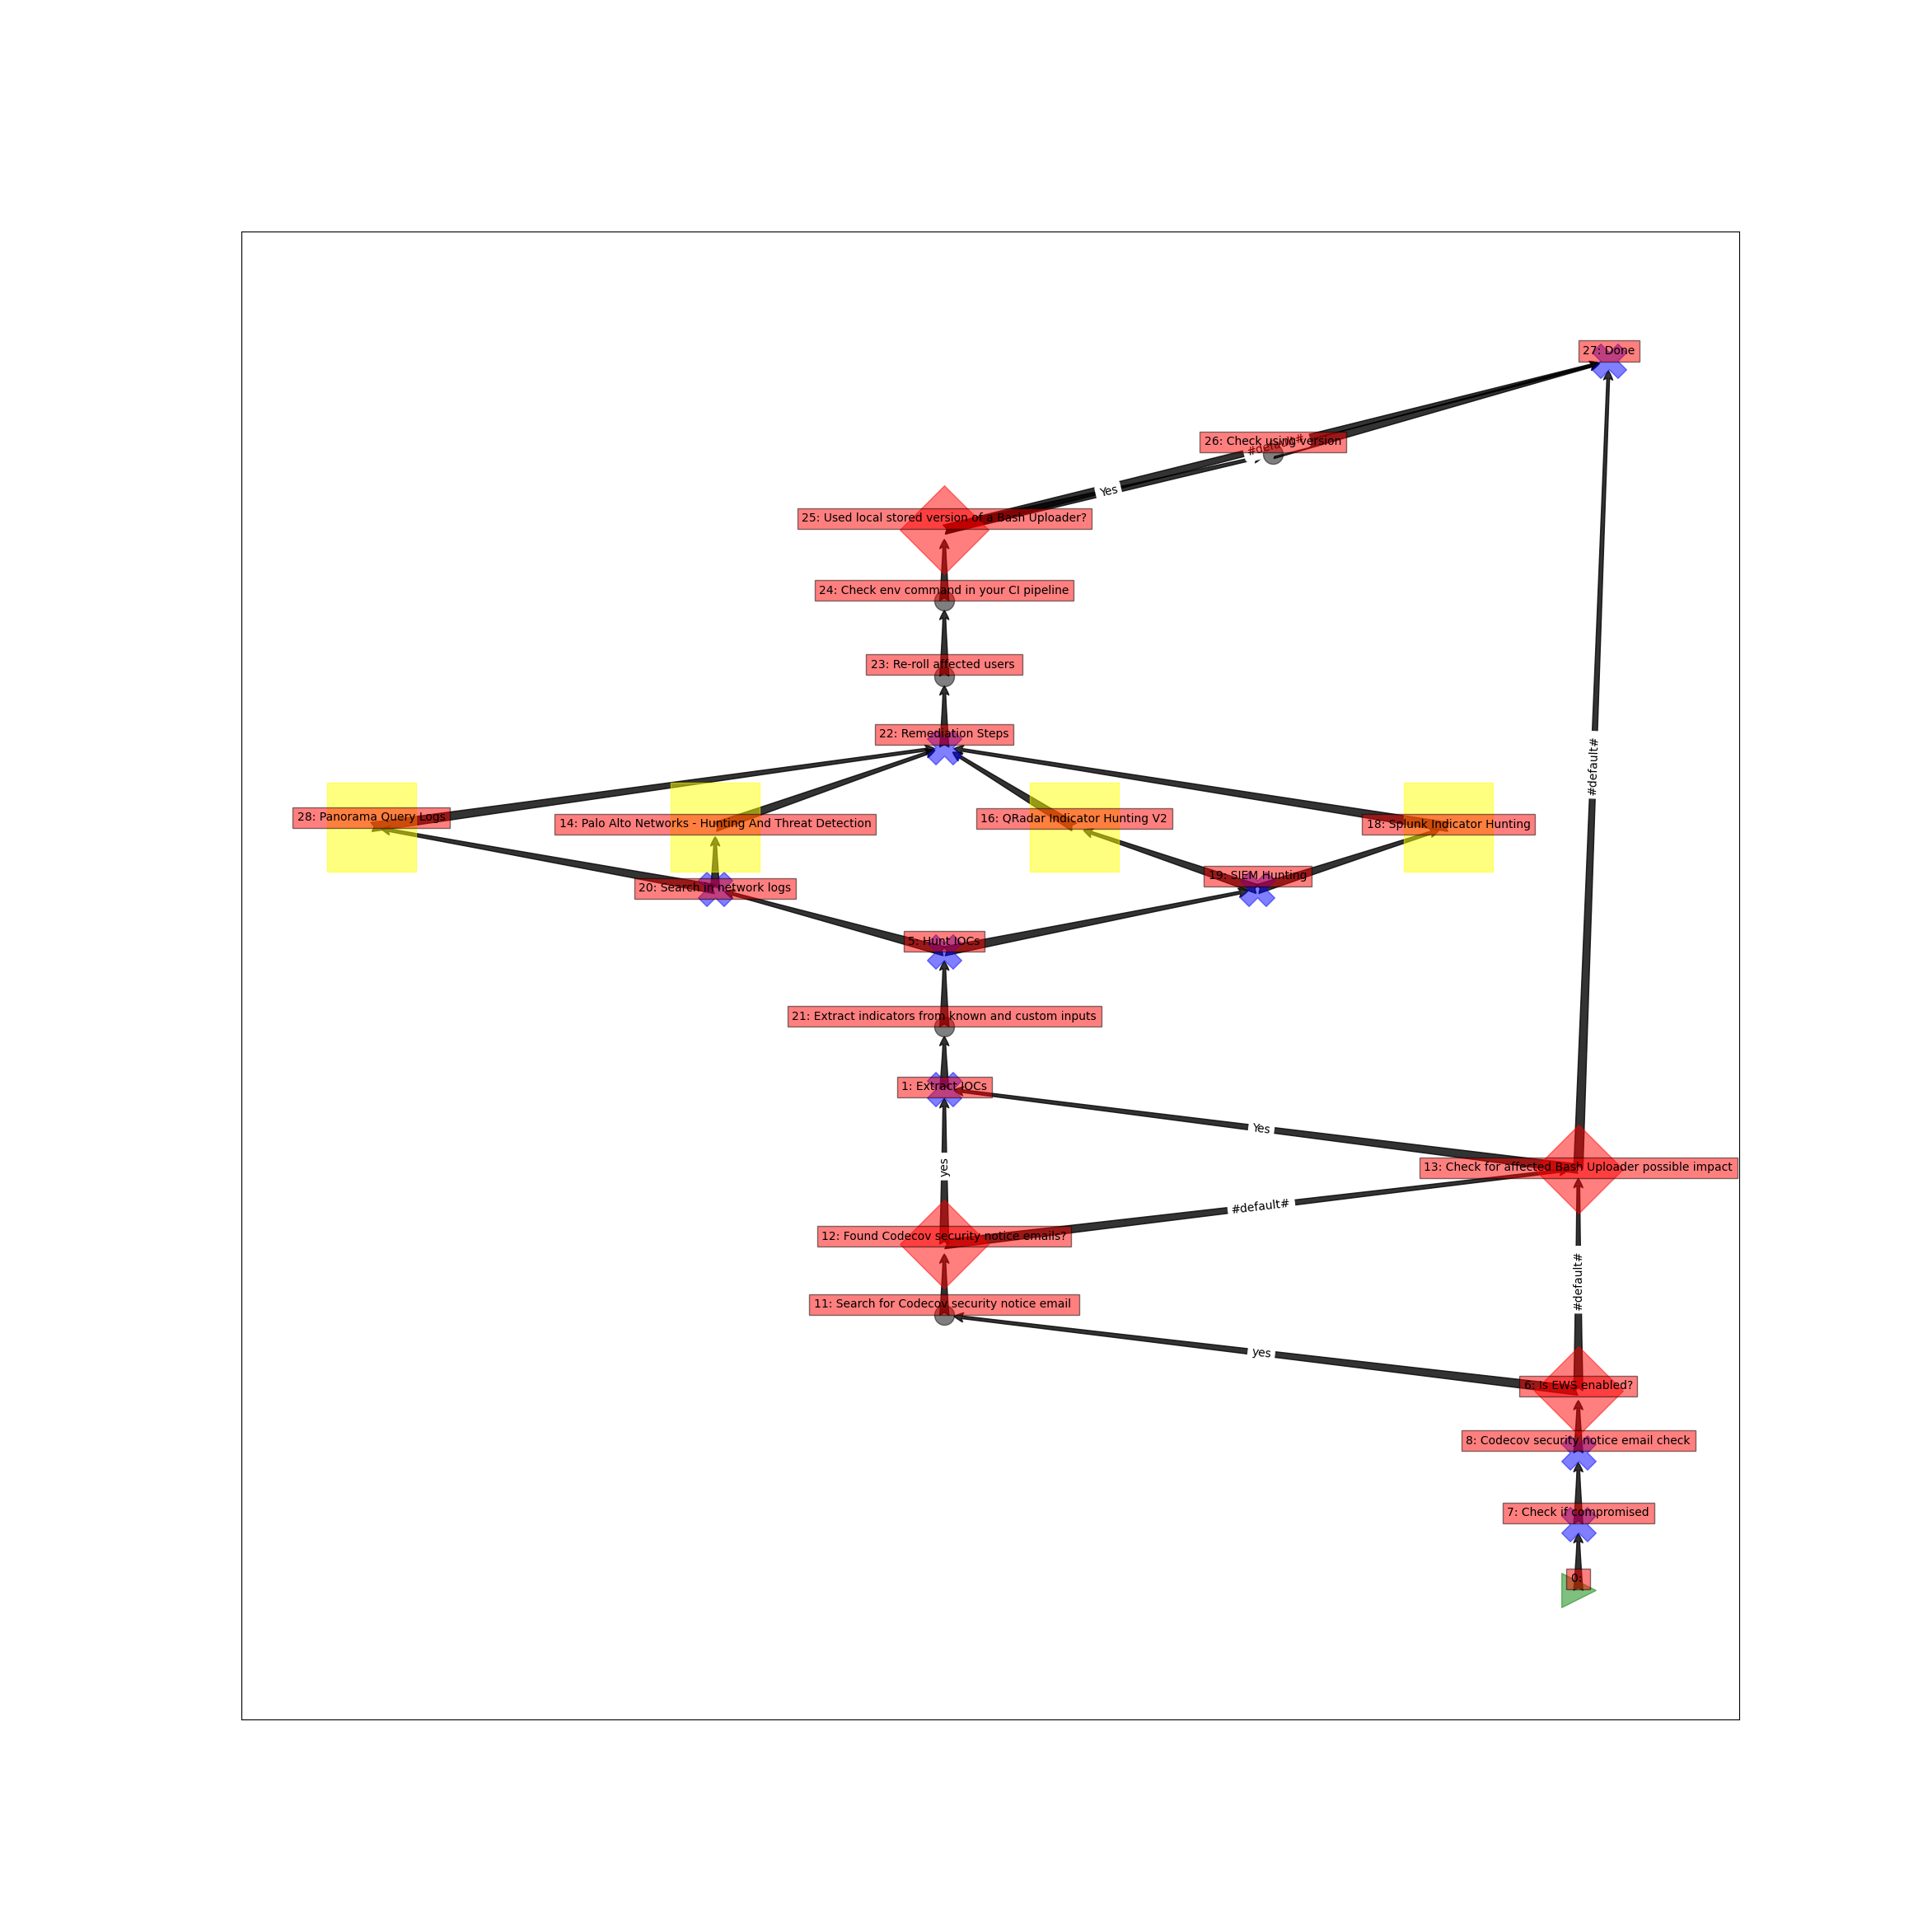 27: Done
26: Check using version
#default#
Yes
25: Used local stored version of a Bash Uploader?
24: Check env command in your CI pipeline
23: Re-roll affected users
22: Remediation Steps
#default#
28: Panorama Query Logs
14: Palo Alto Networks - Hunting And Threat Detection
16: QRadar Indicator Hunting V2
18: Splunk Indicator Hunting
20: Search in network logs
19: SIEM Hunting
5: Hunt IOCs
21: Extract indicators from known and custom inputs
1: Extract IOCs
Yes
yes
13: Check for affected Bash Uploader possible impact
#default#
12: Found Codecov security notice emails?
#default#
11: Search for Codecov security notice email
yes
6: Is EWS enabled?
8: Codecov security notice email check
7: Check if compromised
0: